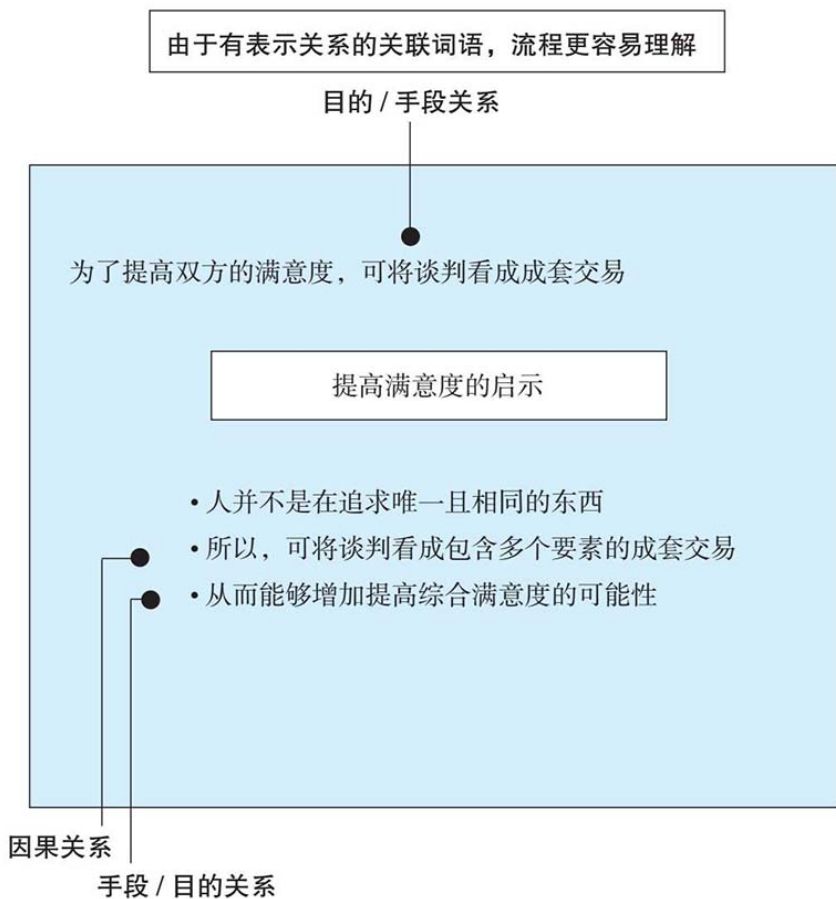 由于有表示关系的关联词语，流程更容易理解
目的 / 手段关系
为了提高双方的满意度，可将谈判看成成套交易
提高满意度的启示
• 人并不是在追求唯一且相同的东西
• 所以，可将谈判看成包含多个要素的成套交易
• 从而能够增加提高综合满意度的可能性
因果关系
手段 / 目的关系